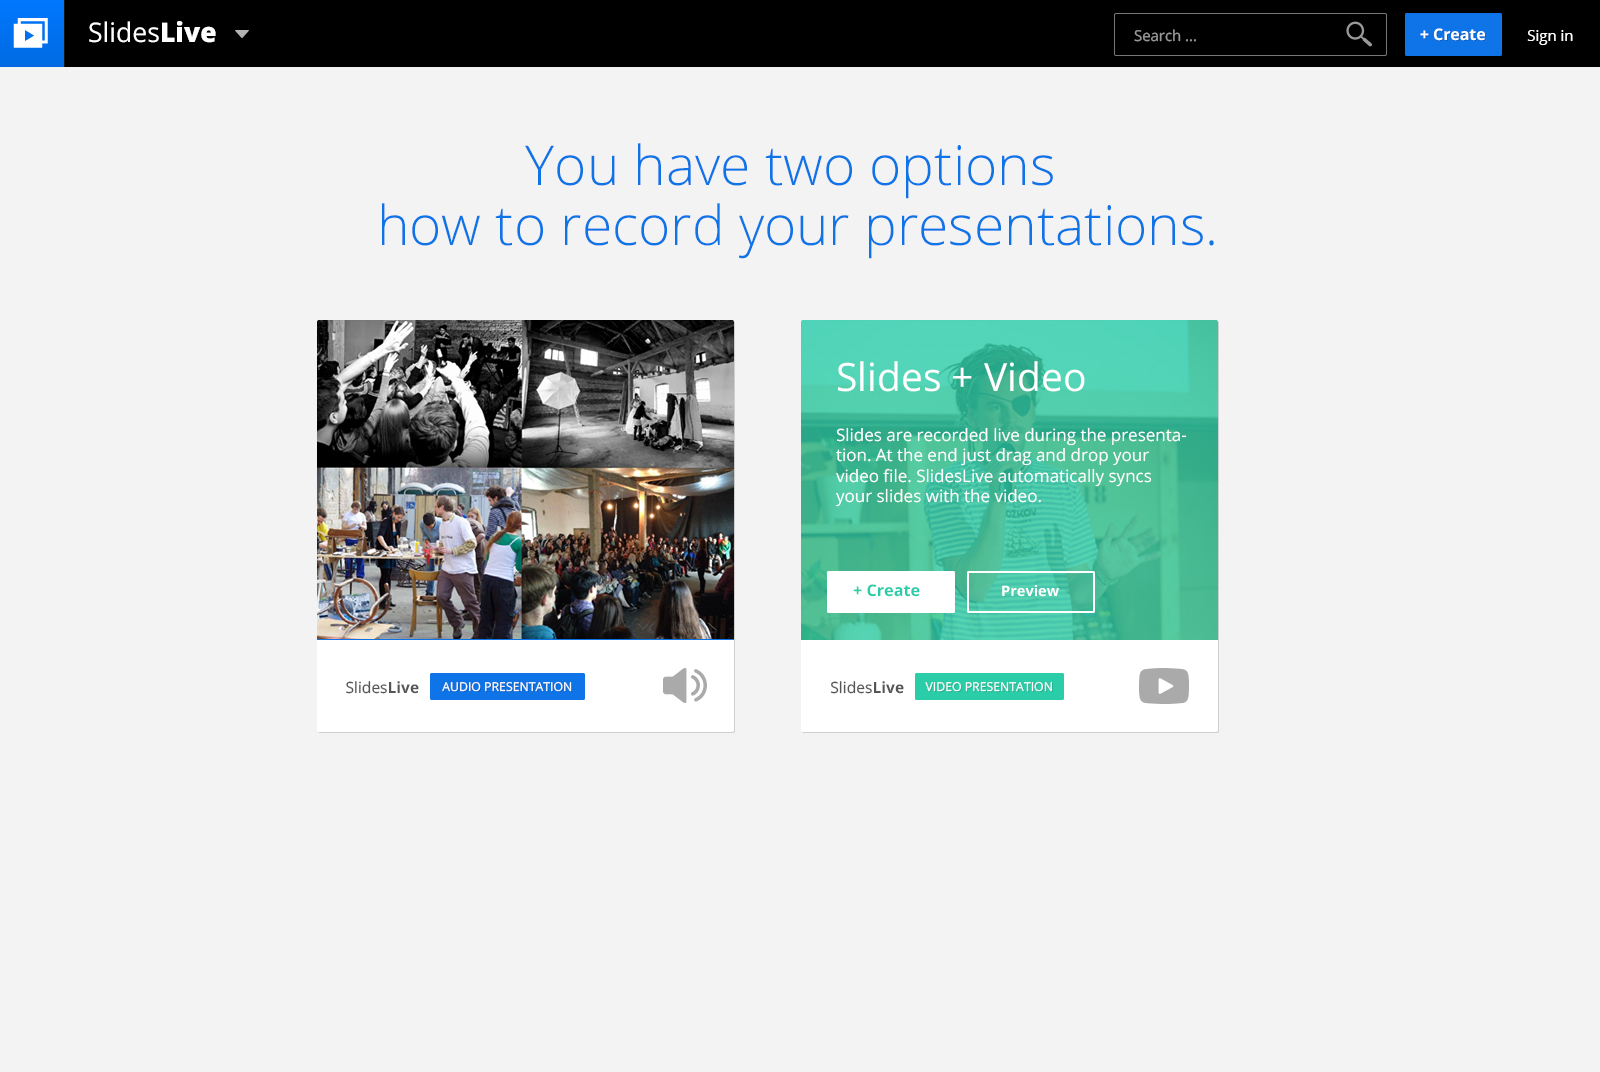 SlidesLive
Search ...
+ Create
Sign in
You have two options
how to record your presentations.
Slides + Video
Slides are recorded live during the presenta-
tion. At the end just drag and drop your
video file. SlidesLive automatically syncs
your slides with the video.
+ Create
Preview
SlidesLive AUDIO PRESENTATION
SlidesLive VIDEO PRESENTATION